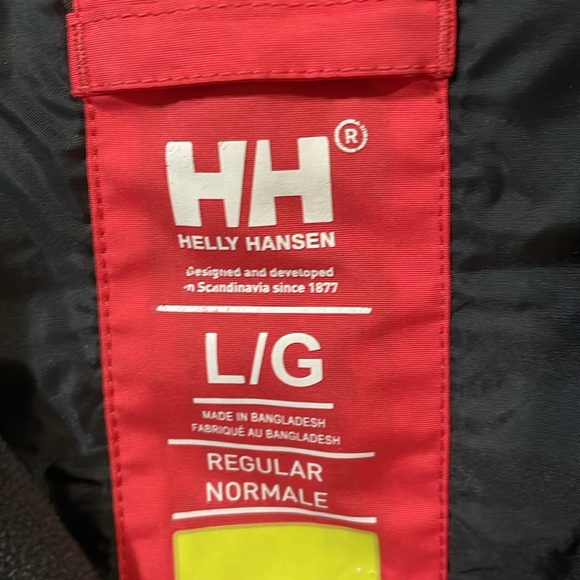 HH®
HELLY HANSEN
Designed and developed
in Scandinavia since 1877
L/G
MADE IN BANGLADESH
FABRIQUÉ AU BANGLADESH
REGULAR
NORMALE